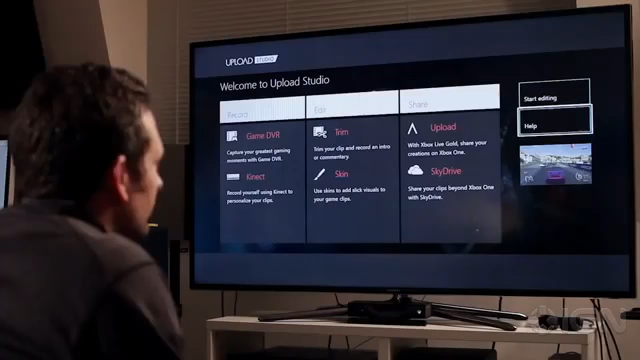 UPLOAD STUDIO
Welcome to Upload Studio
Record
Edit
Share
Game DVR
Capture your greatest gaming
moments with Game DVR.
Kinect
Record yourself using Kinect to
personalize your clips.
Trim
Trim your clip and record an intro
or commentary.
Skin
Use skins to add slick visuals to
your game clips.
Upload
With Xbox Live Gold, share your
creations on Xbox One.
SkyDrive
Share your clips beyond Xbox One
with SkyDrive.
Start editing
Help
IGN